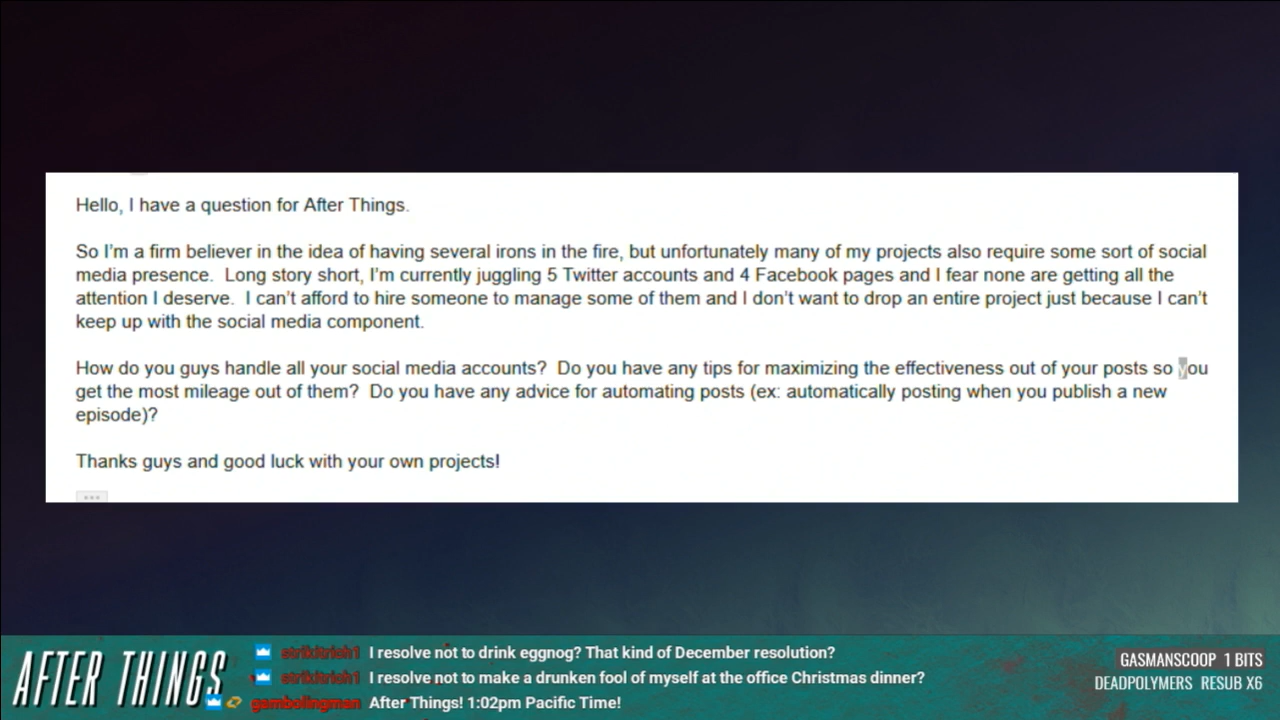 Hello, I have a question for After Things.
So I'm a firm believer in the idea of having several irons in the fire, but unfortunately many of my projects also require some sort of social
media presence.  Long story short, I'm currently juggling 5 Twitter accounts and 4 Facebook pages and I fear none are getting all the
attention I deserve.  I can't afford to hire someone to manage some of them and I don't want to drop an entire project just because I can't
keep up with the social media component.
How do you guys handle all your social media accounts?  Do you have any tips for maximizing the effectiveness out of your posts so you
get the most mileage out of them?  Do you have any advice for automating posts (ex: automatically posting when you publish a new
episode)?
Thanks guys and good luck with your own projects!
AFTER THINGS
strikitrich1 I resolve not to drink eggnog? That kind of December resolution?
strikitrich1 I resolve not to make a drunken fool of myself at the office Christmas dinner?
gambolingman After Things! 1:02pm Pacific Time!
GASMANSCOOP 1 BITS
DEADPOLYMERS RESUB X6